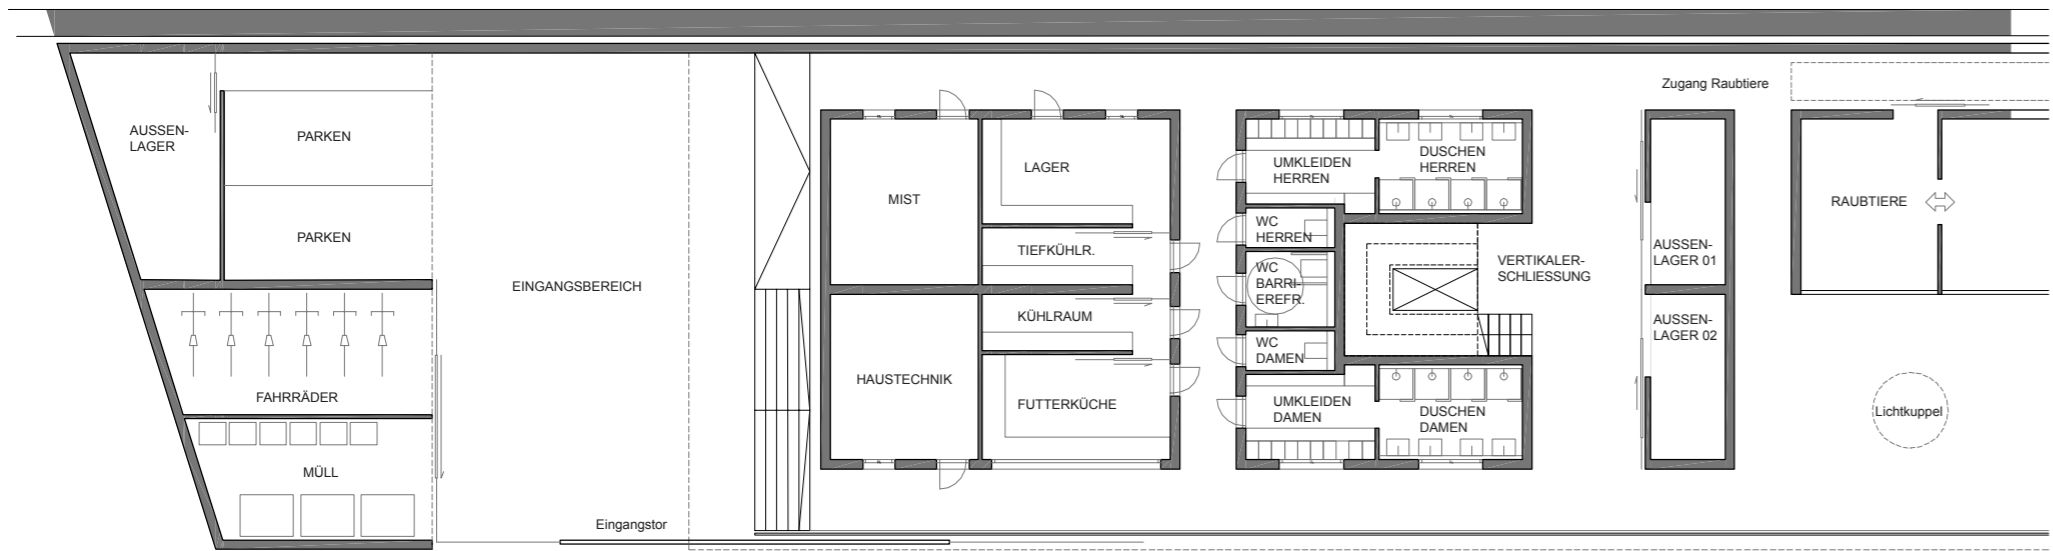 AUSSEN-
LAGER
PARKEN
PARKEN
FAHRRÄDER
MÜLL
EINGANGSBEREICH
Eingangstor
MIST
HAUSTECHNIK
LAGER
TIEFKÜHLR.
KÜHLRAUM
FUTTERKÜCHE
UMKLEIDEN
HERREN
DUSCHEN
HERREN
WC
HERREN
WC
BARRI-
EREFR.
WC
DAMEN
UMKLEIDEN
DAMEN
DUSCHEN
DAMEN
VERTIKALER-
SCHLIESSUNG
AUSSEN-
LAGER 01
AUSSEN-
LAGER 02
Zugang Raubtiere
RAUBTIERE
Lichtkuppel